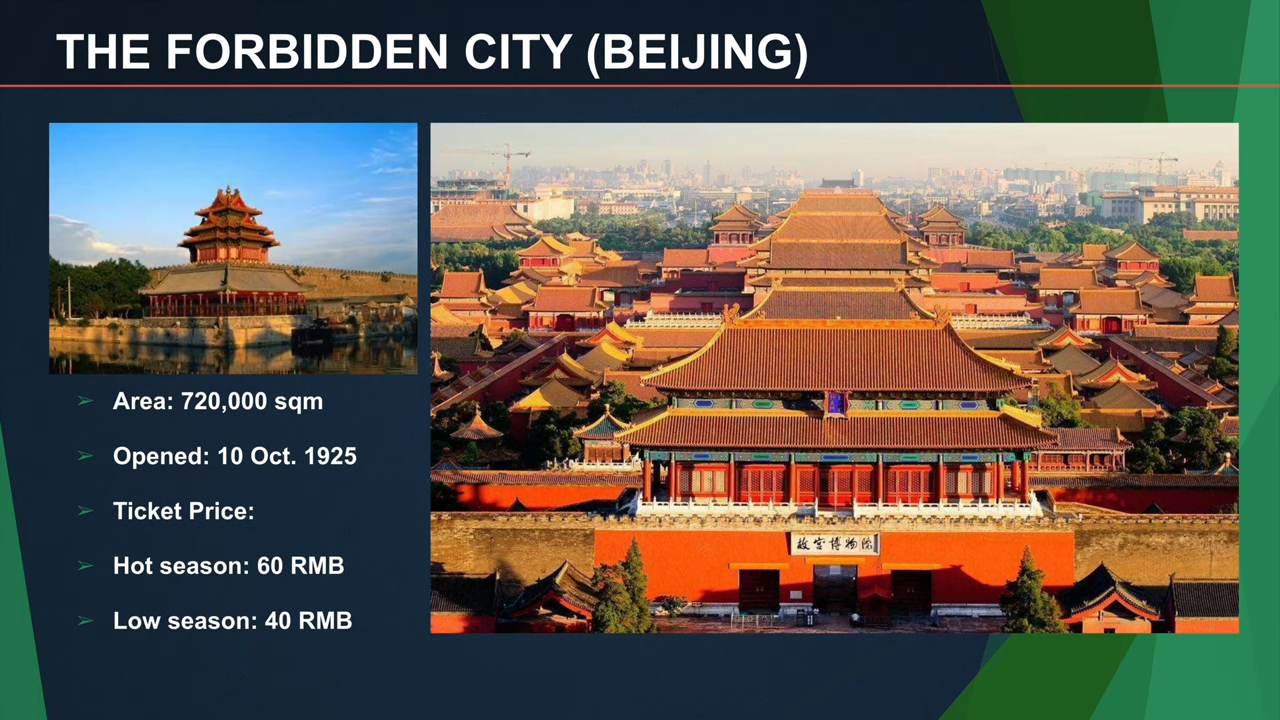 THE FORBIDDEN CITY (BEIJING)
Area: 720,000 sqm
Opened: 10 Oct. 1925
Ticket Price:
Hot season: 60 RMB
Low season: 40 RMB
故宫博物院